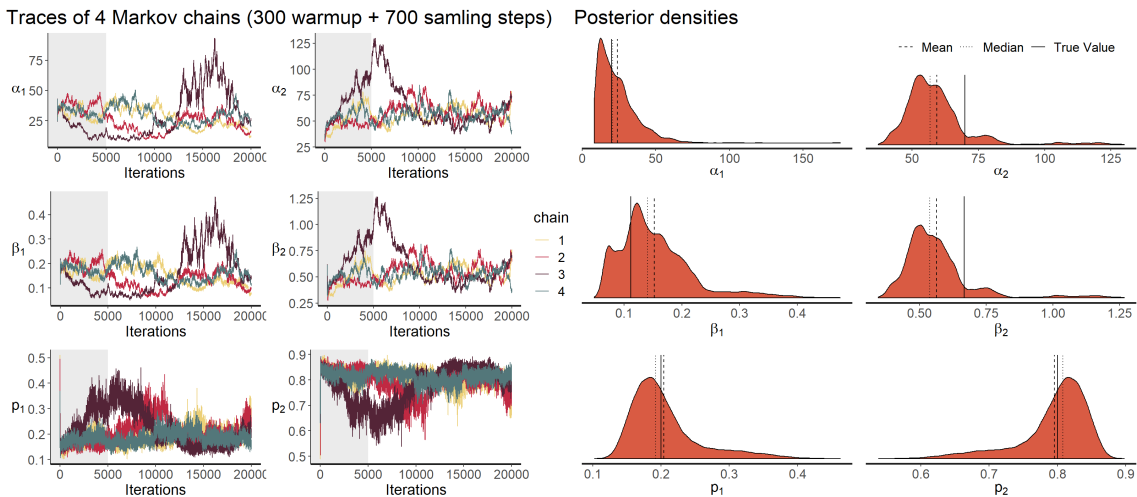 Traces of 4 Markov chains (300 warmup + 700 samling steps)
Posterior densities
α1
75
50
25
0 5000 10000 15000 20000
Iterations
α2
125
100
75
50
25
0 5000 10000 15000 20000
Iterations
β1
0.4
0.3
0.2
0.1
0 5000 10000 15000 20000
Iterations
β2
1.25
1.00
0.75
0.50
0.25
0 5000 10000 15000 20000
Iterations
p1
0.5
0.4
0.3
0.2
0.1
0 5000 10000 15000 20000
Iterations
p2
0.9
0.8
0.7
0.6
0.5
0 5000 10000 15000 20000
Iterations
chain
1
2
3
4
Mean Median True Value
0 50 100 150
α1
50 75 100 125
α2
0.1 0.2 0.3 0.4
β1
0.50 0.75 1.00 1.25
β2
0.1 0.2 0.3 0.4
p1
0.6 0.7 0.8 0.9
p2